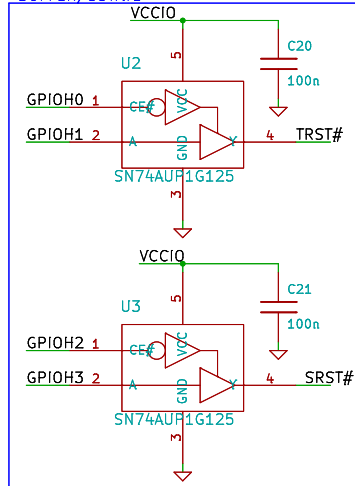 VCCIO
5
C20
U2
100n
GPIOH0 1 CE# VCC
GPIOH1 2 A GND Y 4 TRST#
SN74AUP1G125
3
VCCIO
5
C21
U3
100n
GPIOH2 1 CE# VCC
GPIOH3 2 A GND Y 4 SRST#
SN74AUP1G125
3